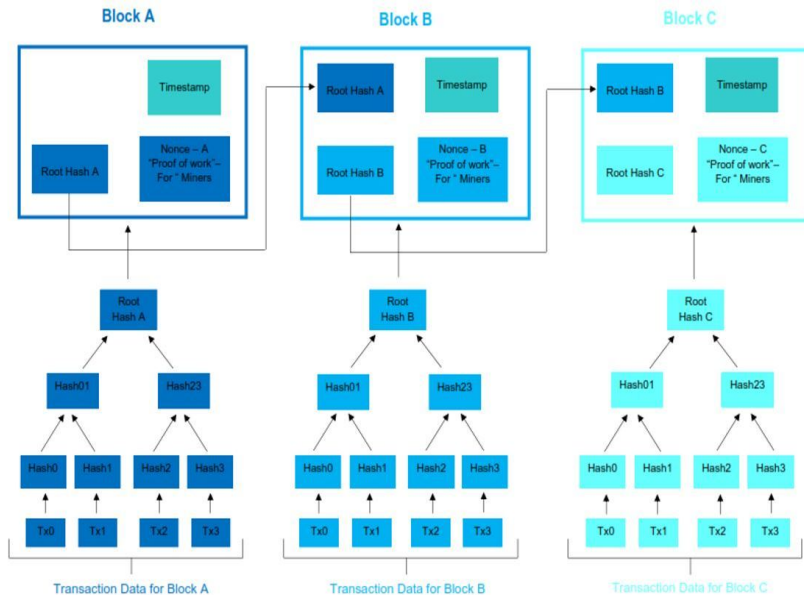 Block A
Timestamp
Root Hash A
Nonce – A
“Proof of work”–
For “ Miners
Root
Hash A
Hash01
Hash23
Hash0
Hash1
Hash2
Hash3
Tx0
Tx1
Tx2
Tx3
Transaction Data for Block A
Block B
Root Hash A
Timestamp
Root Hash B
Nonce – B
“Proof of work”–
For “ Miners
Root
Hash B
Hash01
Hash23
Hash0
Hash1
Hash2
Hash3
Tx0
Tx1
Tx2
Tx3
Transaction Data for Block B
Block C
Root Hash B
Timestamp
Root Hash C
Nonce – C
“Proof of work”–
For “ Miners
Root
Hash C
Hash01
Hash23
Hash0
Hash1
Hash2
Hash3
Tx0
Tx1
Tx2
Tx3
Transaction Data for Block C